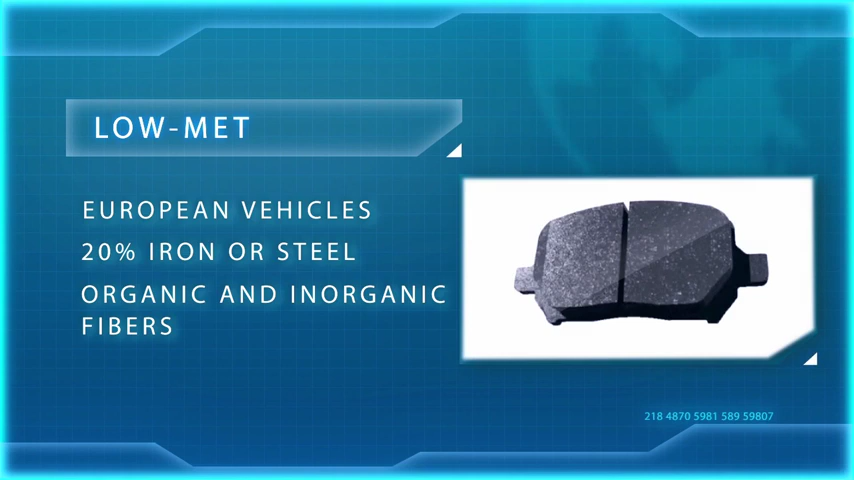 LOW-MET
EUROPEAN VEHICLES
20% IRON OR STEEL
ORGANIC AND INORGANIC
FIBERS
218 4870 5981 589 59807